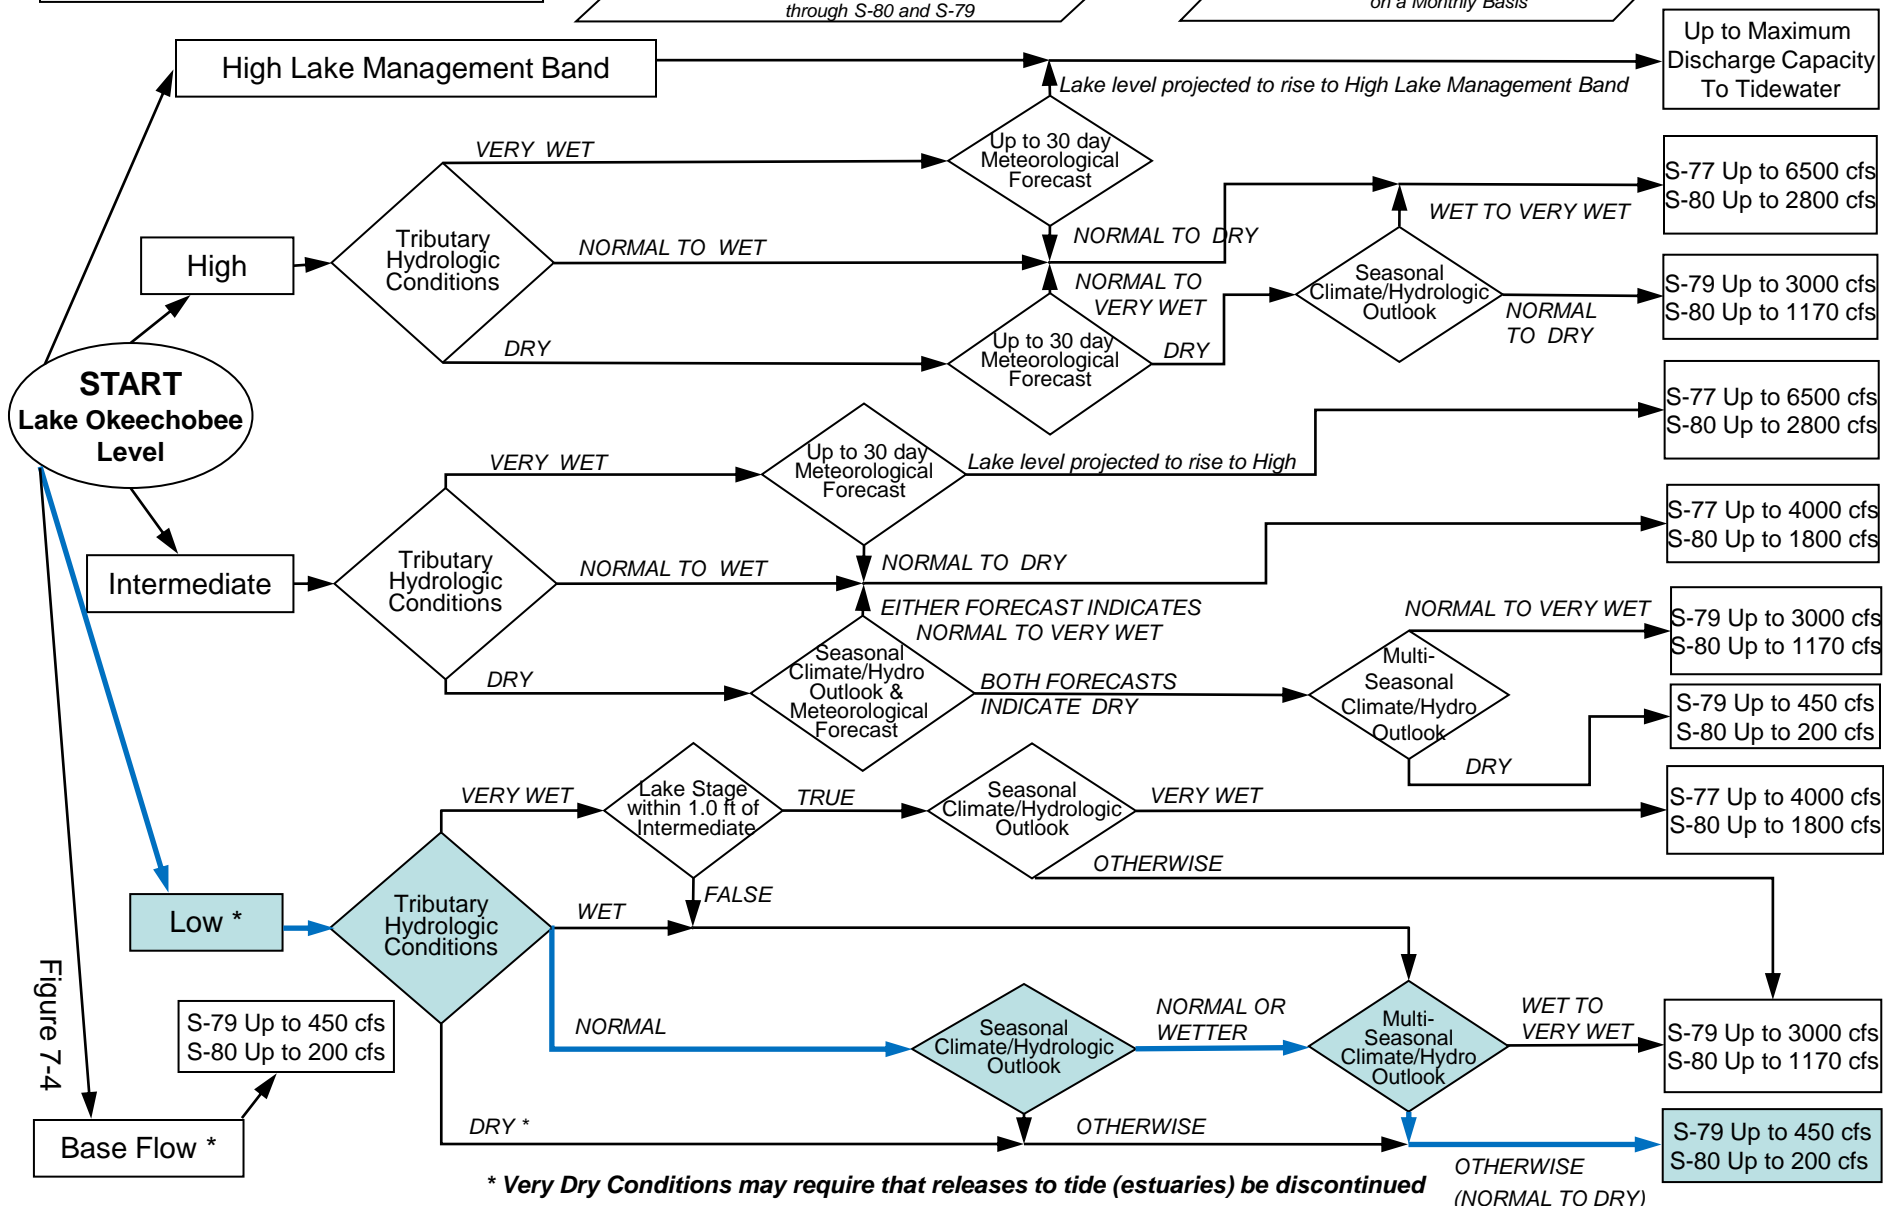 through S-80 and S-79
on a Monthly Basis
Up to Maximum
Discharge Capacity
To Tidewater
High Lake Management Band
Lake level projected to rise to High Lake Management Band
VERY WET
Up to 30 day
Meteorological
Forecast
S-77 Up to 6500 cfs
S-80 Up to 2800 cfs
WET TO VERY WET
High
Tributary
Hydrologic
Conditions
NORMAL TO WET
NORMAL TO DRY
NORMAL TO
VERY WET
Seasonal
Climate/Hydrologic
Outlook
NORMAL
TO DRY
S-79 Up to 3000 cfs
S-80 Up to 1170 cfs
DRY
Up to 30 day
Meteorological
Forecast
DRY
START
Lake Okeechobee
Level
S-77 Up to 6500 cfs
S-80 Up to 2800 cfs
VERY WET
Up to 30 day
Meteorological
Forecast
Lake level projected to rise to High
S-77 Up to 4000 cfs
S-80 Up to 1800 cfs
Intermediate
Tributary
Hydrologic
Conditions
NORMAL TO WET
NORMAL TO DRY
EITHER FORECAST INDICATES
NORMAL TO VERY WET
NORMAL TO VERY WET
S-79 Up to 3000 cfs
S-80 Up to 1170 cfs
DRY
Seasonal
Climate/Hydro
Outlook &
Meteorological
Forecast
BOTH FORECASTS
INDICATE DRY
Multi-
Seasonal
Climate/Hydro
Outlook
DRY
S-79 Up to 450 cfs
S-80 Up to 200 cfs
VERY WET
Lake Stage
within 1.0 ft of
Intermediate
TRUE
Seasonal
Climate/Hydrologic
Outlook
VERY WET
S-77 Up to 4000 cfs
S-80 Up to 1800 cfs
OTHERWISE
FALSE
Low *
Tributary
Hydrologic
Conditions
WET
NORMAL
Seasonal
Climate/Hydrologic
Outlook
NORMAL OR
WETTER
Multi-
Seasonal
Climate/Hydro
Outlook
WET TO
VERY WET
S-79 Up to 3000 cfs
S-80 Up to 1170 cfs
Figure 7-4
S-79 Up to 450 cfs
S-80 Up to 200 cfs
Base Flow *
DRY *
OTHERWISE
S-79 Up to 450 cfs
S-80 Up to 200 cfs
OTHERWISE
(NORMAL TO DRY)
* Very Dry Conditions may require that releases to tide (estuaries) be discontinued